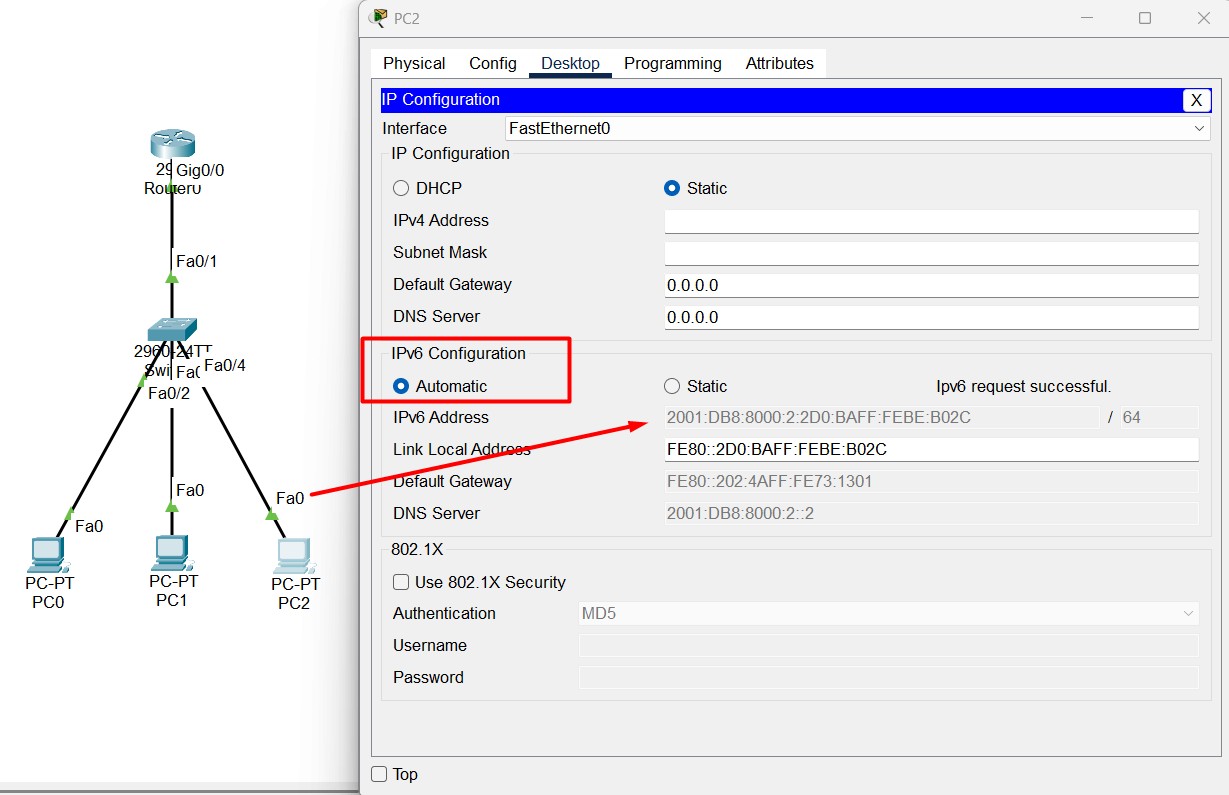 PC2
Physical Config Desktop Programming Attributes
IP Configuration X
Interface FastEthernet0
IP Configuration
DHCP Static
IPv4 Address
Subnet Mask
Default Gateway 0.0.0.0
DNS Server 0.0.0.0
IPv6 Configuration
Automatic Static Ipv6 request successful.
IPv6 Address 2001:DB8:8000:2:2D0:BAFF:FEBE:B02C / 64
Link Local Address FE80::2D0:BAFF:FEBE:B02C
Default Gateway FE80::202:4AFF:FE73:1301
DNS Server 2001:DB8:8000:2::2
802.1X
Use 802.1X Security
Authentication MD5
Username
Password
Top
29 Gig0/0
Router0
Fa0/1
2960-24TT
Swi Fa0 Fa0/4
Fa0/2
Fa0
Fa0
Fa0
PC-PT
PC0
PC-PT
PC1
PC-PT
PC2